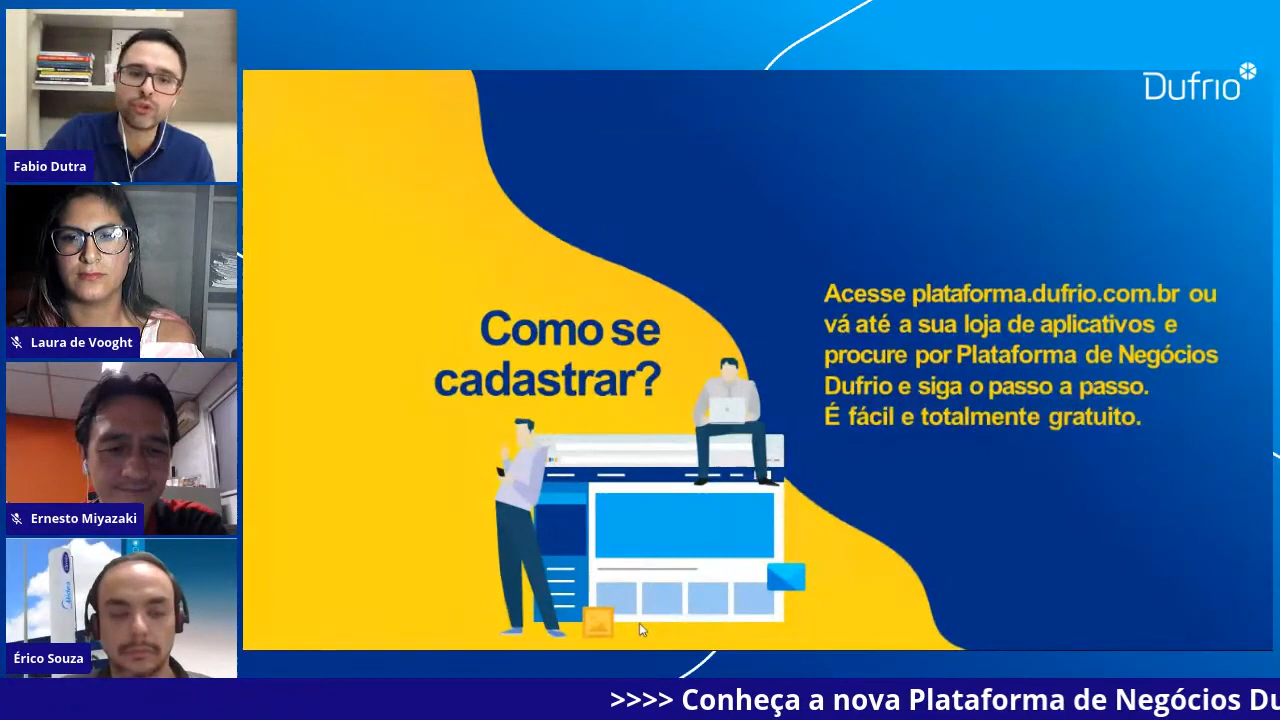 Fabio Dutra
Laura de Vooght
Ernesto Miyazaki
Érico Souza
Dufrio
Como se
cadastrar?
Acesse plataforma.dufrio.com.br ou
vá até a sua loja de aplicativos e
procure por Plataforma de Negócios
Dufrio e siga o passo a passo.
É fácil e totalmente gratuito.
>>>> Conheça a nova Plataforma de Negócios Du